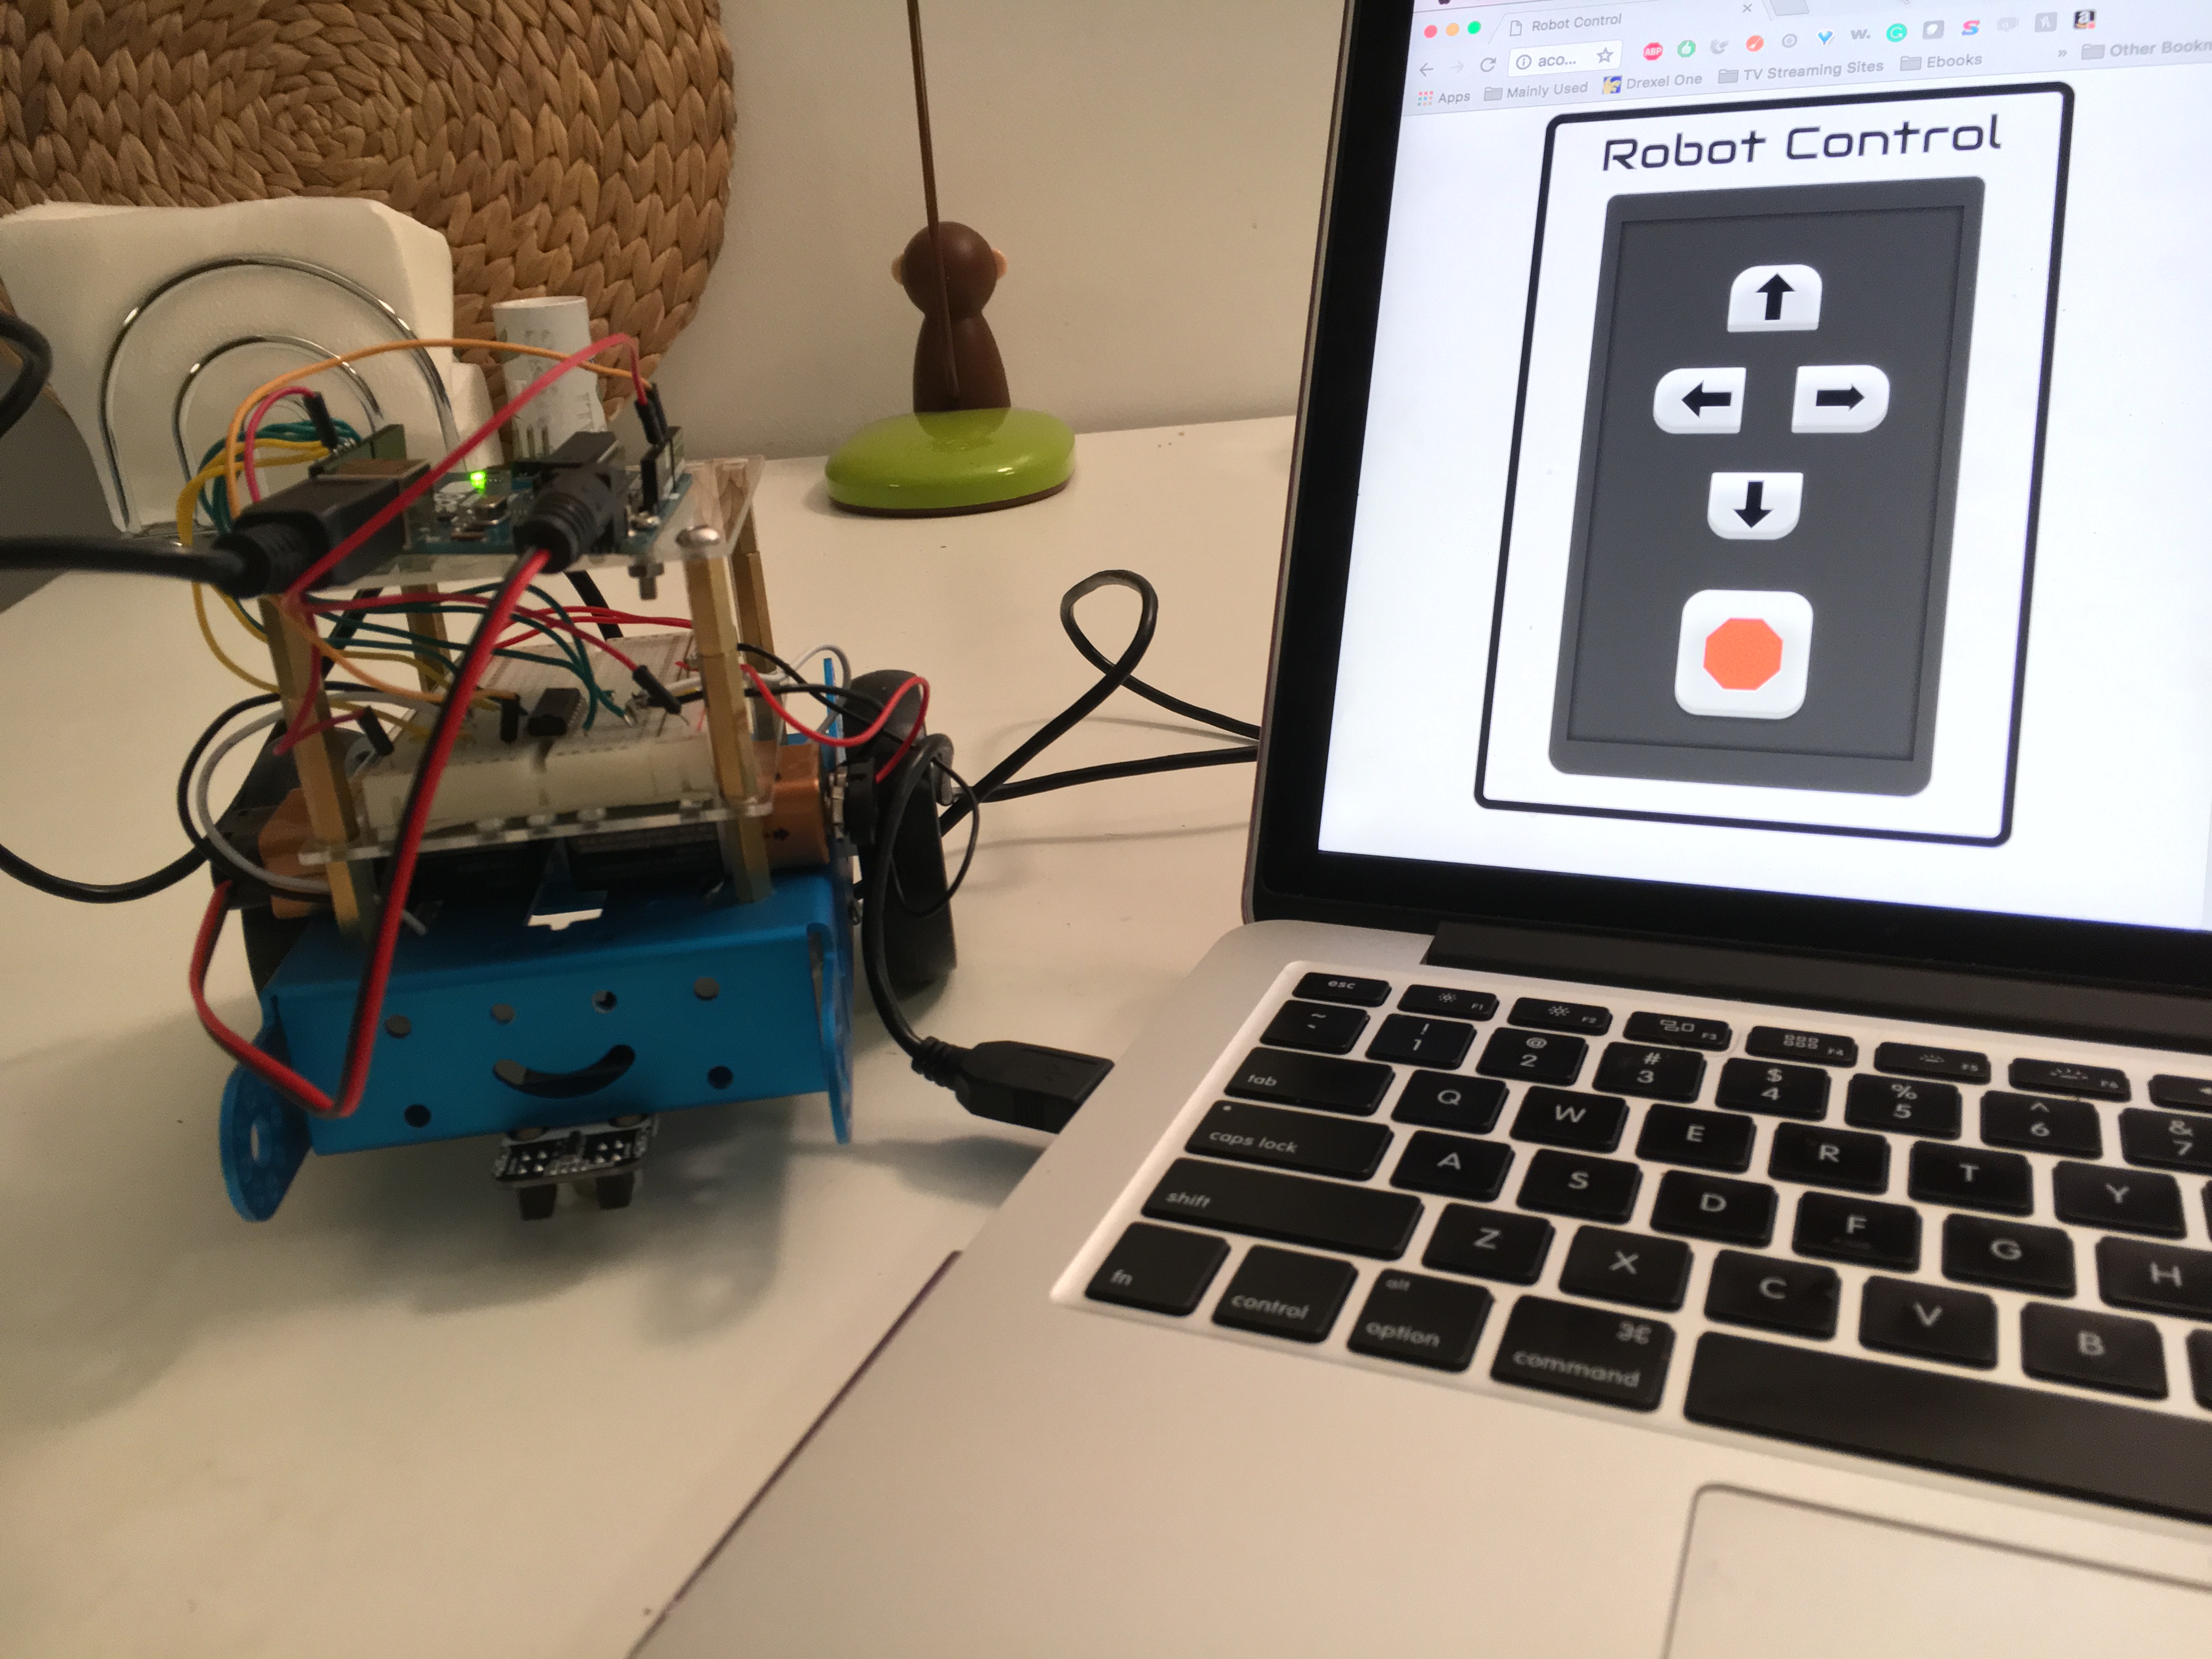 Robot Control
aco...
ABP
w.
S
a
Apps
Mainly Used
Drexel One
TV Streaming Sites
Ebooks
»
Other Bookm
Robot Control
esc
F1
F2
F3
F4
F5
F6
~
`
!
1
@
2
#
3
$
4
%
5
^
6
&
7
tab
Q
W
E
R
T
Y
caps lock
A
S
D
F
G
H
shift
Z
X
C
V
B
fn
control
alt
option
⌘
command